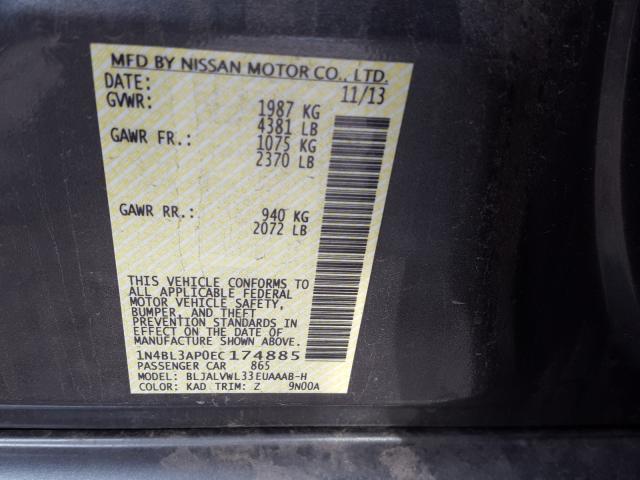 MFD BY NISSAN MOTOR CO., LTD.
DATE: 11/13
GVWR: 1987 KG
4381 LB
GAWR FR.: 1075 KG
2370 LB
GAWR RR.: 940 KG
2072 LB
THIS VEHICLE CONFORMS TO
ALL APPLICABLE FEDERAL
MOTOR VEHICLE SAFETY,
BUMPER, AND THEFT
PREVENTION STANDARDS IN
EFFECT ON THE DATE OF
MANUFACTURE SHOWN ABOVE.
1N4BL3AP0EC174885
PASSENGER CAR 865
MODEL: BLJALVWL33EUAAAB-H
COLOR: KAD TRIM: Z 9N00A